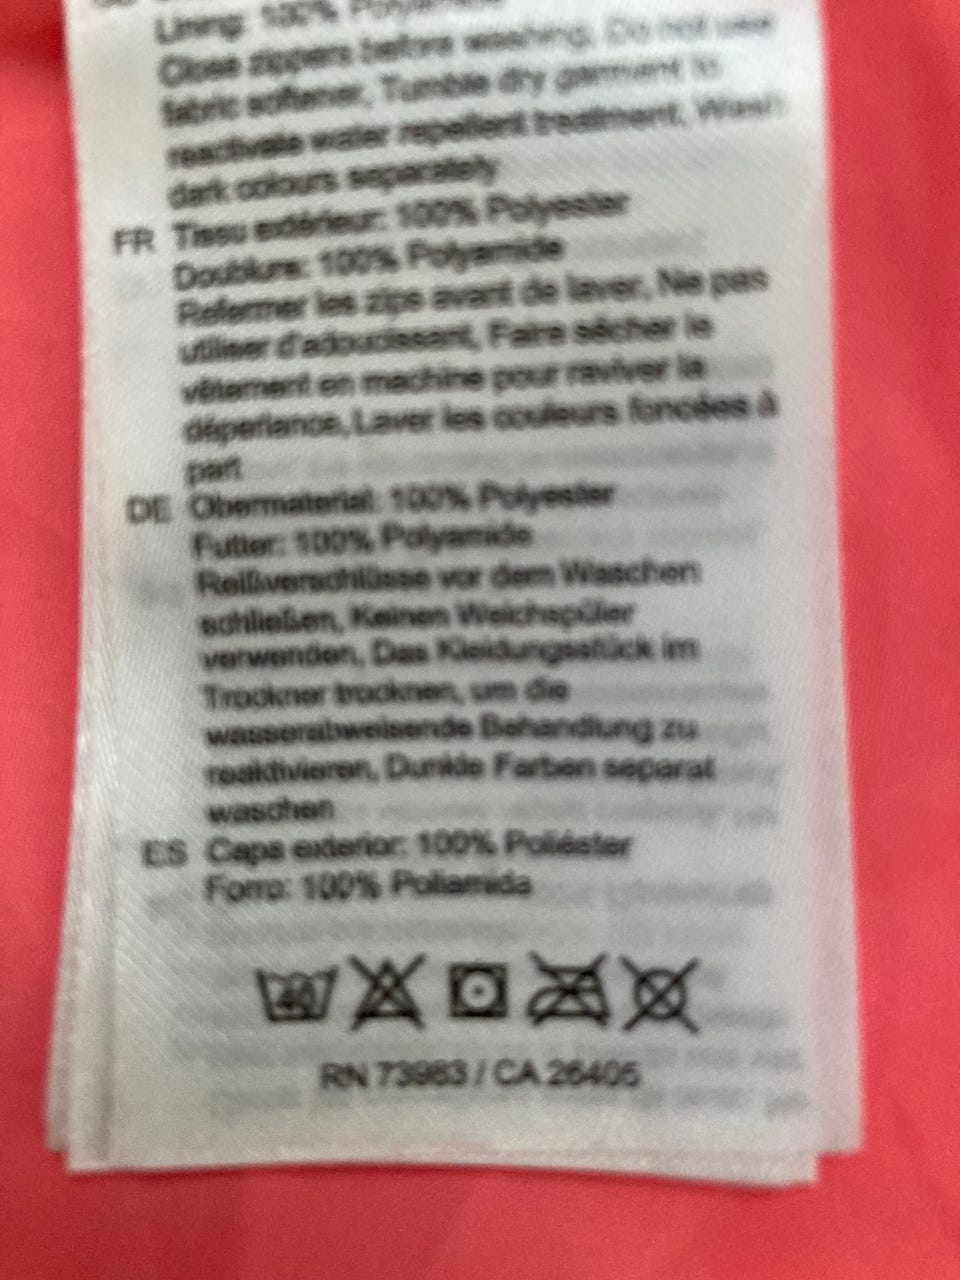 Lining: 100% Polyamide
Close zippers before washing. Do not use
fabric softener, Tumble dry garment to
reactivate water repellent treatment, Wash
dark colours separately
FR Tissu extérieur: 100% Polyester
Doublure: 100% Polyamide
Refermer les zips avant de laver, Ne pas
utiliser d'adoucissant, Faire sécher le
vêtement en machine pour raviver la
déperlance, Laver les couleurs foncées à
part
DE Obermaterial: 100% Polyester
Futter: 100% Polyamide
Reißverschlüsse vor dem Waschen
schließen, Keinen Weichspüler
verwenden, Das Kleidungsstück im
Trockner trocknen, um die
wasserabweisende Behandlung zu
reaktivieren, Dunkle Farben separat
waschen
ES Capa exterior: 100% Poliéster
Forro: 100% Poliamida
40
RN 73983 / CA 26405